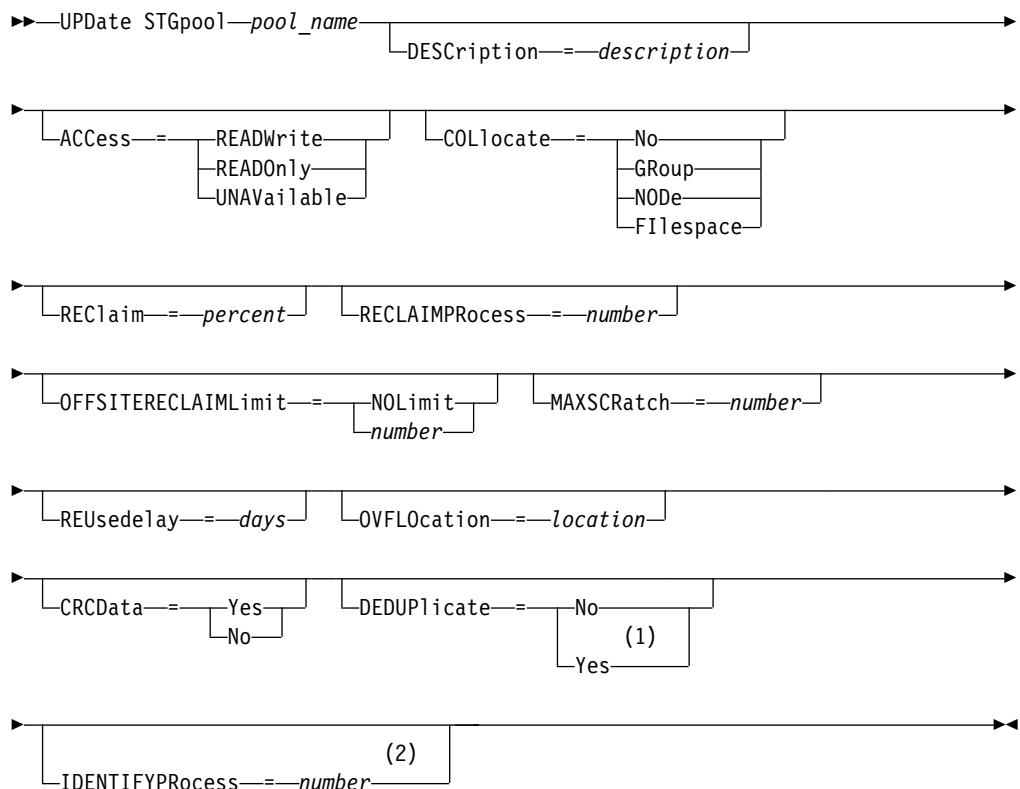 UPDate STGpool pool_name
DESCription = description
ACCess = READWrite
READOnly
UNAVailable
COLlocate = No
GRoup
NODe
FIlespace
REClaim = percent
RECLAIMPRocess = number
OFFSITERECLAIMLimit = NOLimit
number
MAXSCRatch = number
REUsedelay = days
OVFLOcation = location
CRCData = Yes
No
DEDUPlicate = No
(1)
Yes
(2)
IDENTIFYPRocess = number